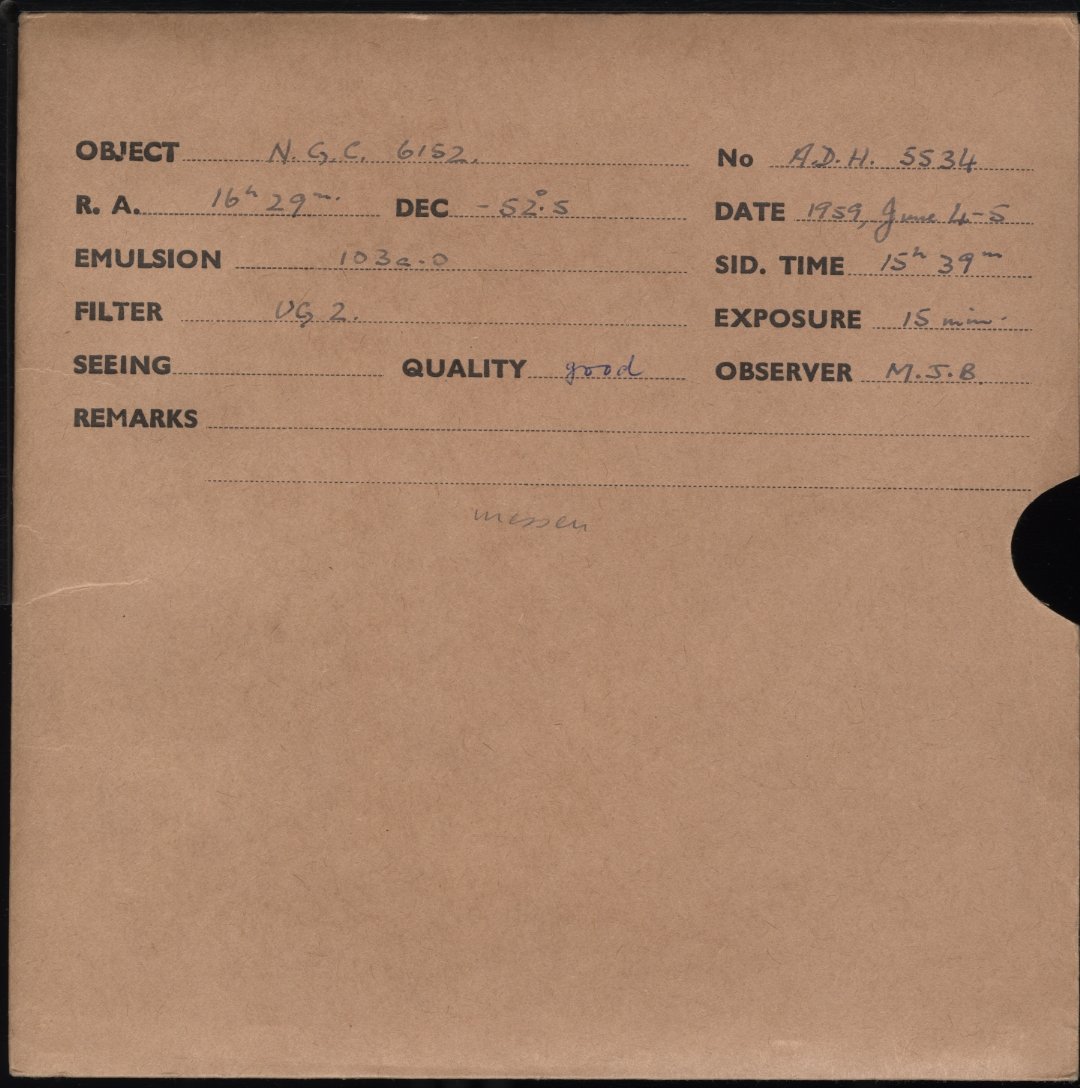 OBJECT N. G. C. 6152. No A.D.H. 5534
R. A. 16h 29m. DEC -52°.5 DATE 1959, June 4-5
EMULSION 103a-O SID. TIME 15h 39m
FILTER UG 2. EXPOSURE 15 min.
SEEING QUALITY good OBSERVER M.J.B.
REMARKS
messen